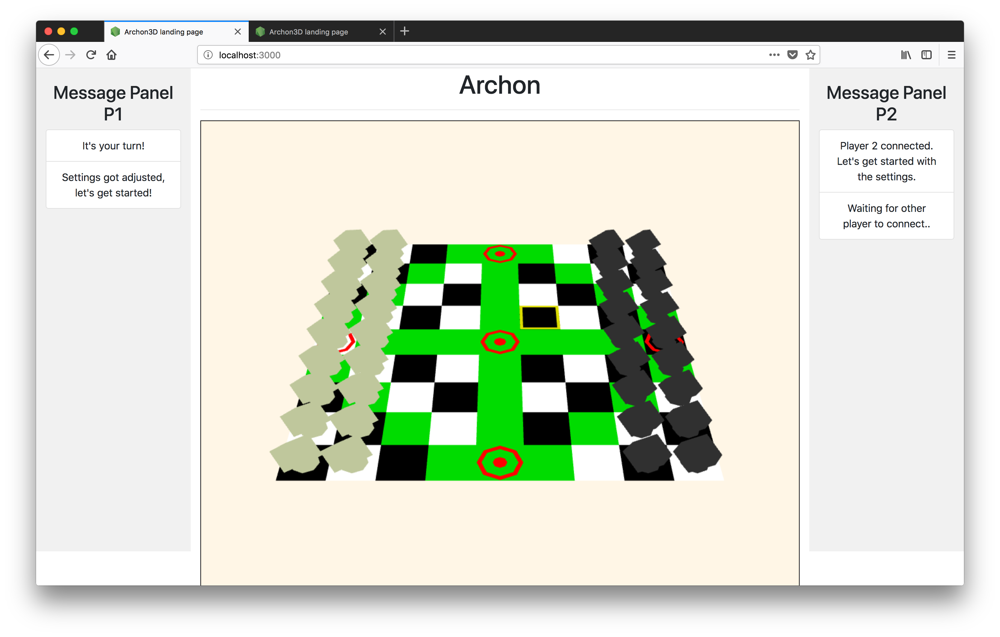 Archon3D landing page
Archon3D landing page
localhost:3000
Message Panel
P1
It's your turn!
Settings got adjusted,
let's get started!
Archon
Message Panel
P2
Player 2 connected.
Let's get started with
the settings.
Waiting for other
player to connect..